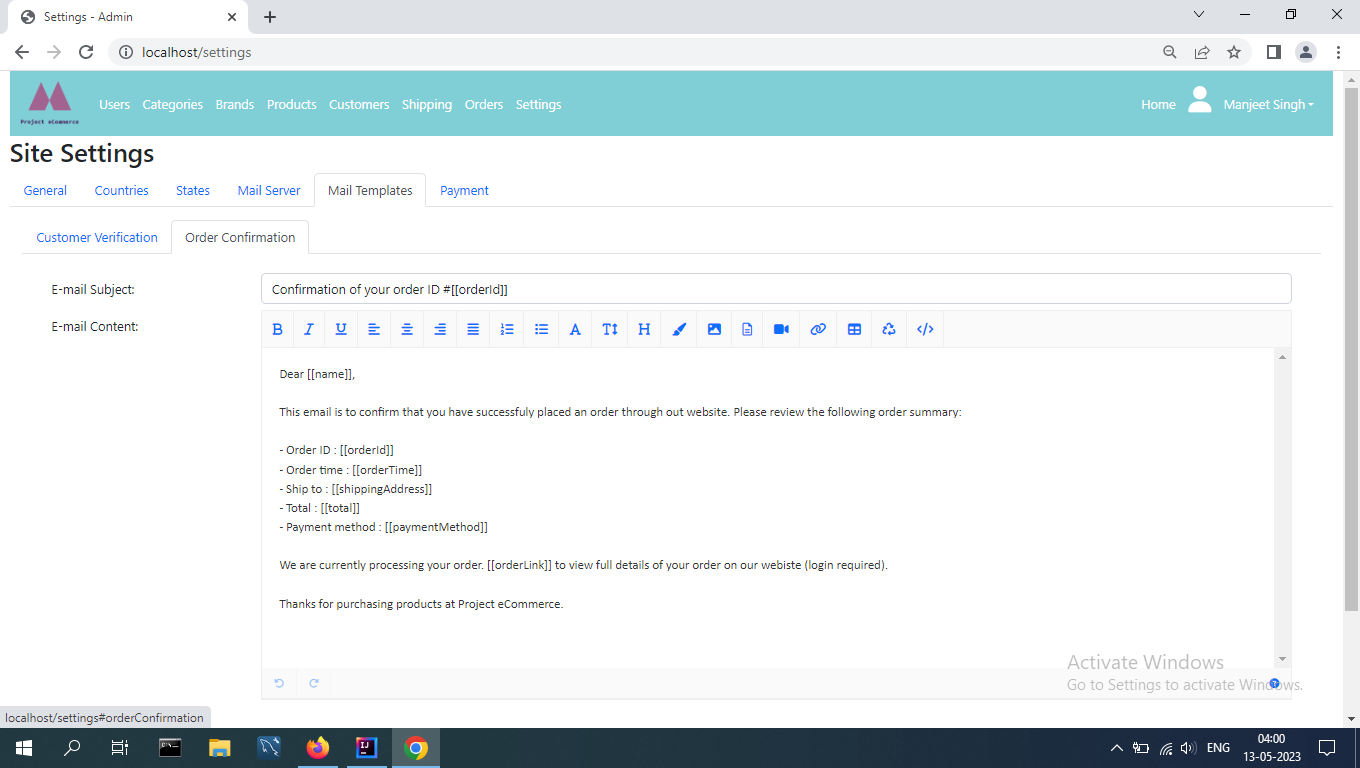 Settings - Admin
localhost/settings
Project eCommerce
Users Categories Brands Products Customers Shipping Orders Settings
Home Manjeet Singh
Site Settings
General Countries States Mail Server Mail Templates Payment
Customer Verification Order Confirmation
E-mail Subject:
Confirmation of your order ID #[[orderId]]
E-mail Content:
Dear [[name]],
This email is to confirm that you have successfuly placed an order through out website. Please review the following order summary:
- Order ID : [[orderId]]
- Order time : [[orderTime]]
- Ship to : [[shippingAddress]]
- Total : [[total]]
- Payment method : [[paymentMethod]]
We are currently processing your order. [[orderLink]] to view full details of your order on our webiste (login required).
Thanks for purchasing products at Project eCommerce.
Activate Windows
Go to Settings to activate Windows.
localhost/settings#orderConfirmation
ENG
04:00
13-05-2023